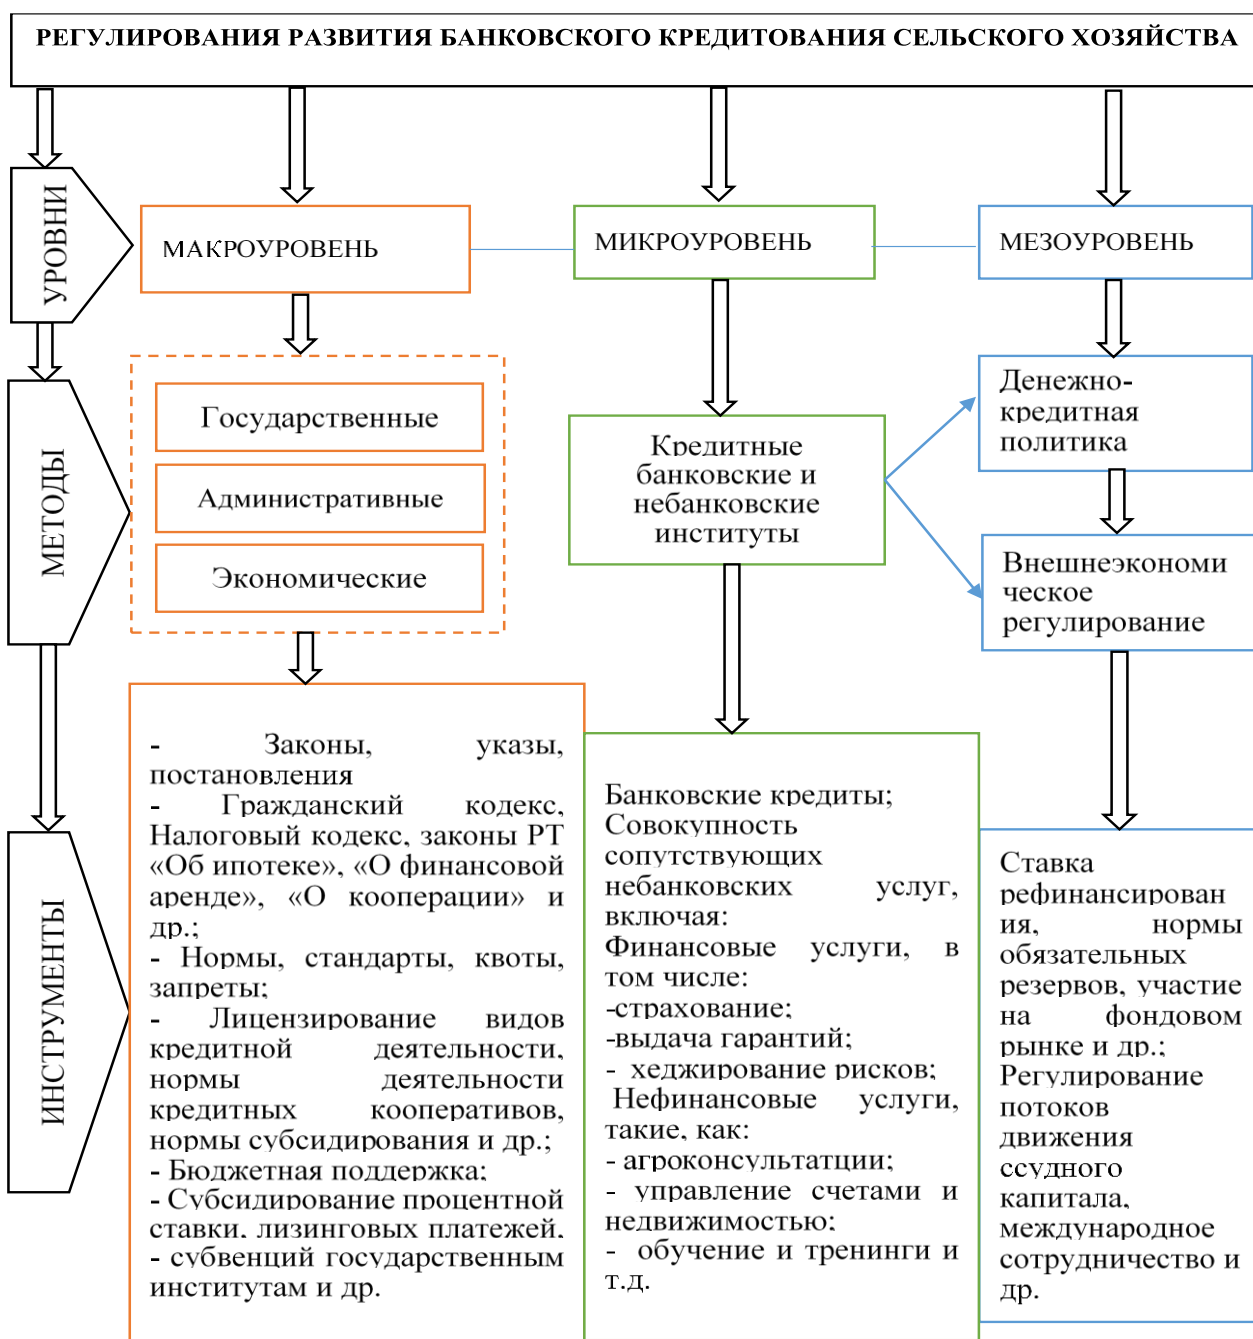 РЕГУЛИРОВАНИЯ РАЗВИТИЯ БАНКОВСКОГО КРЕДИТОВАНИЯ СЕЛЬСКОГО ХОЗЯЙСТВА
УРОВНИ
МАКРОУРОВЕНЬ
МИКРОУРОВЕНЬ
МЕЗОУРОВЕНЬ
МЕТОДЫ
Государственные
Административные
Экономические
Кредитные
банковские и
небанковские
институты
Денежно-
кредитная
политика
Внешнеэкономи
ческое
регулирование
ИНСТРУМЕНТЫ
- Законы, указы,
постановления
- Гражданский кодекс,
Налоговый кодекс, законы РТ
«Об ипотеке», «О финансовой
аренде», «О кооперации» и
др.;
- Нормы, стандарты, квоты,
запреты;
- Лицензирование видов
кредитной деятельности,
нормы деятельности
кредитных кооперативов,
нормы субсидирования и др.;
- Бюджетная поддержка;
- Субсидирование процентной
ставки, лизинговых платежей,
- субвенций государственным
институтам и др.
Банковские кредиты;
Совокупность
сопутствующих
небанковских услуг,
включая:
Финансовые услуги, в
том числе:
-страхование;
-выдача гарантий;
- хеджирование рисков;
Нефинансовые услуги,
такие, как:
- агроконсультатции;
- управление счетами и
недвижимостью;
- обучение и тренинги и
т.д.
Ставка
рефинансирован
ия, нормы
обязательных
резервов, участие
на фондовом
рынке и др.;
Регулирование
потоков
движения
ссудного
капитала,
международное
сотрудничество и
др.